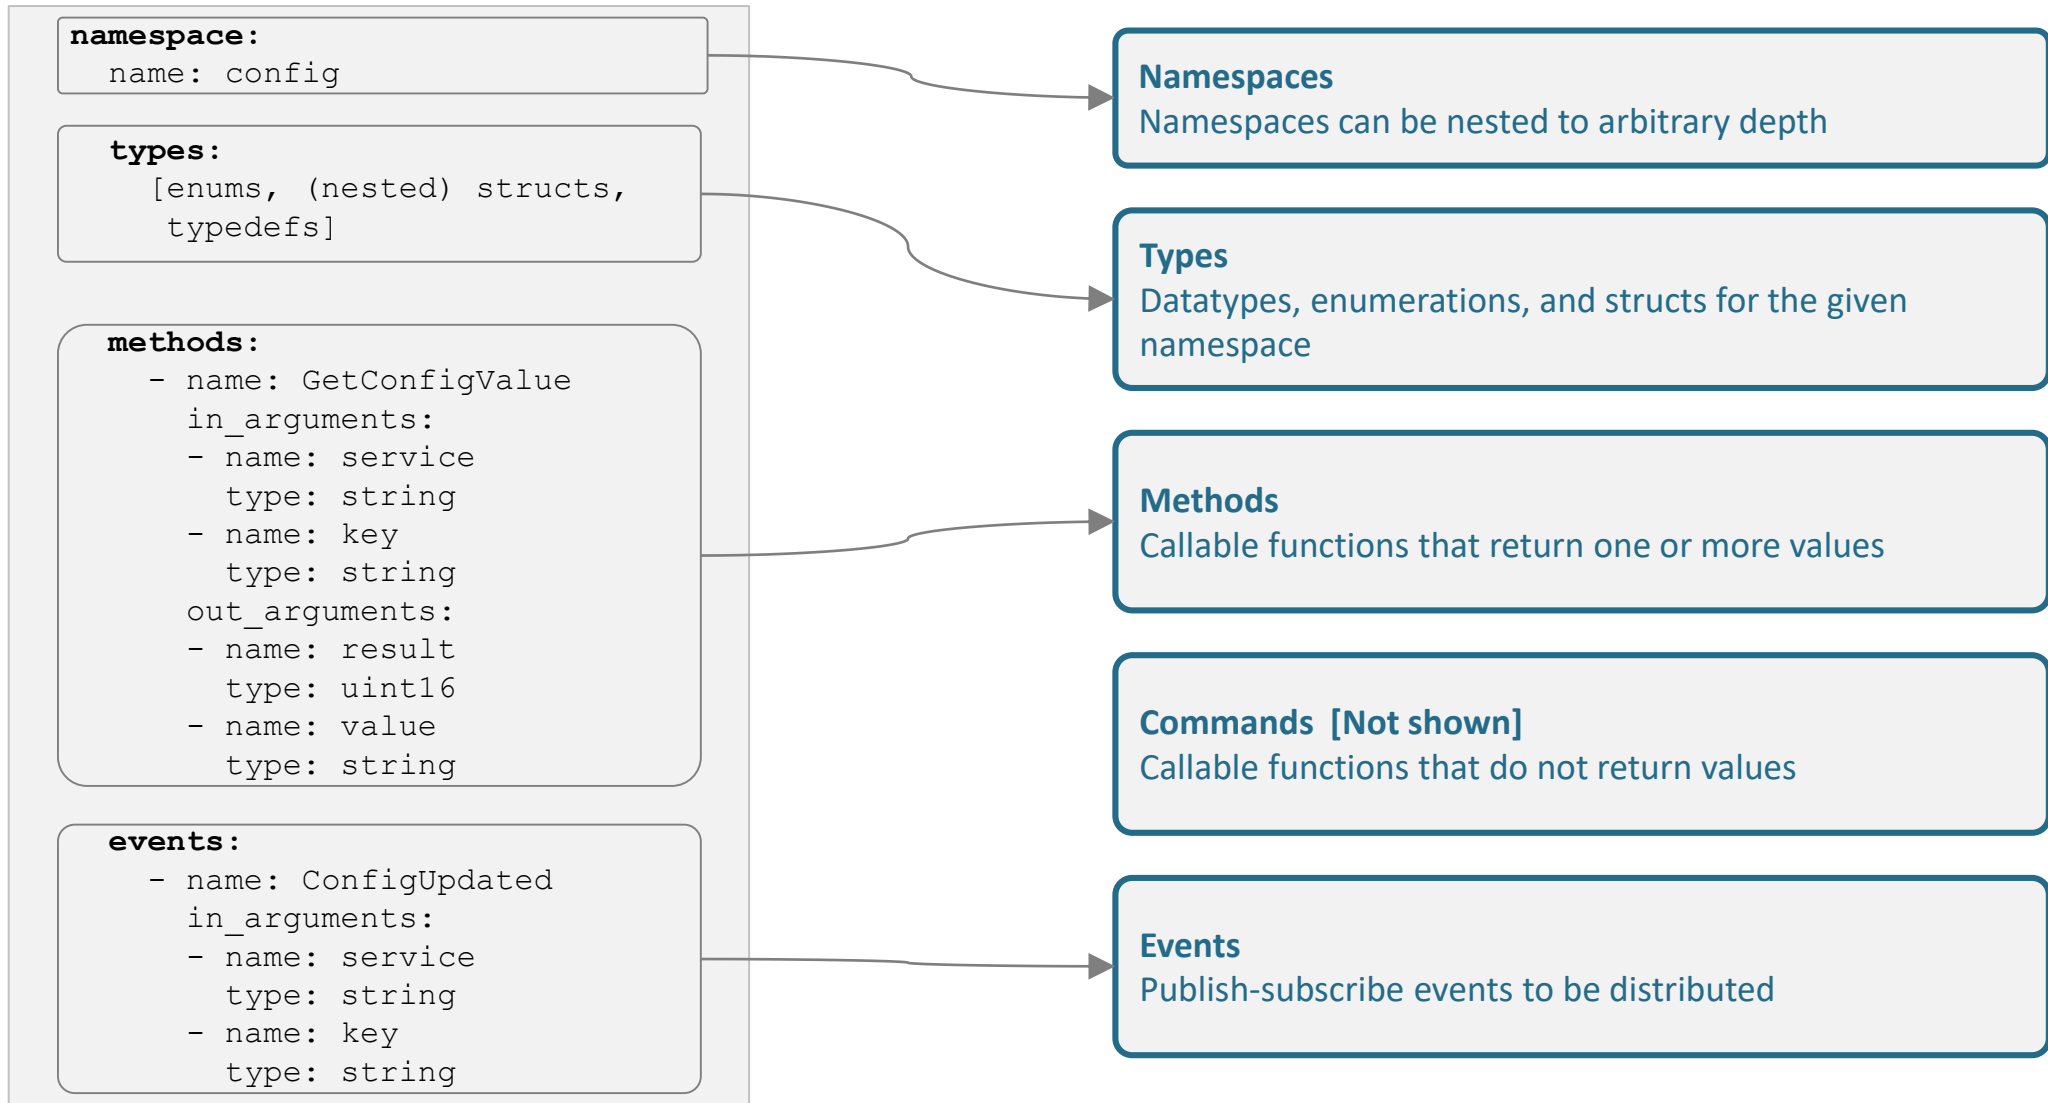 namespace:
name: config
types:
[enums, (nested) structs,
typedefs]
methods:
- name: GetConfigValue
in_arguments:
- name: service
type: string
- name: key
type: string
out_arguments:
- name: result
type: uint16
- name: value
type: string
events:
- name: ConfigUpdated
in_arguments:
- name: service
type: string
- name: key
type: string
Namespaces
Namespaces can be nested to arbitrary depth
Types
Datatypes, enumerations, and structs for the given
namespace
Methods
Callable functions that return one or more values
Commands [Not shown]
Callable functions that do not return values
Events
Publish-subscribe events to be distributed